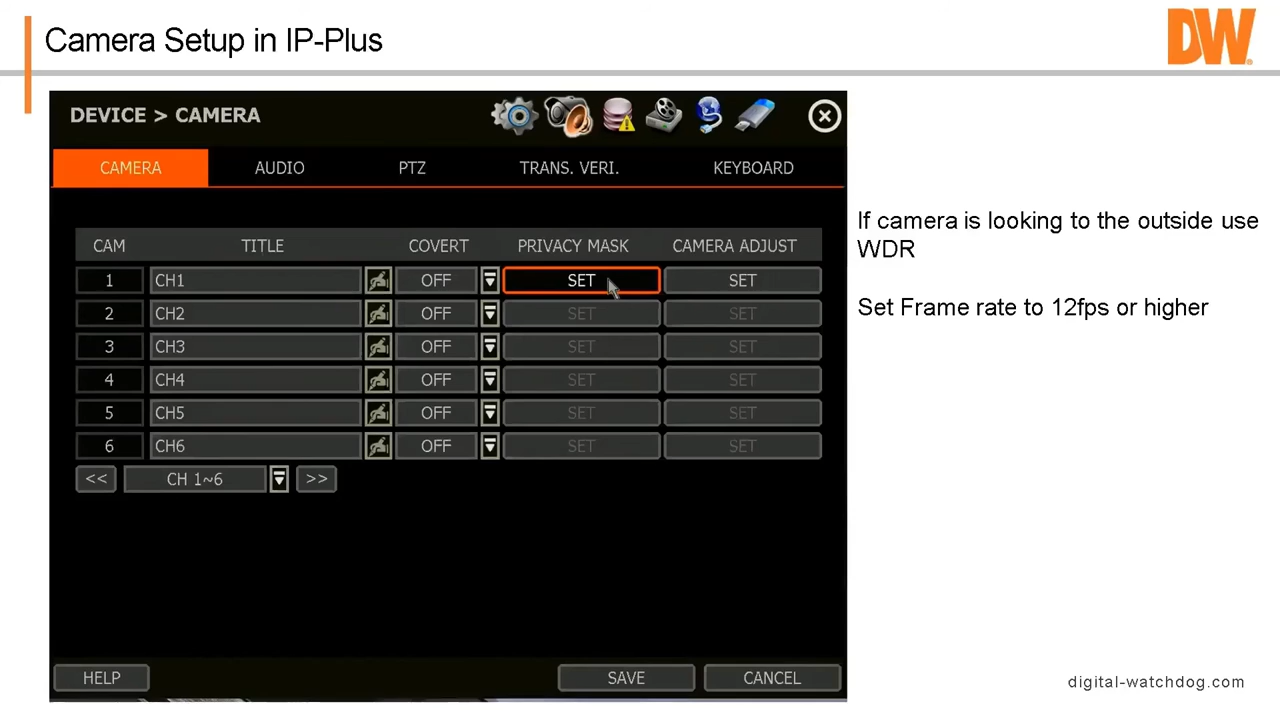 Camera Setup in IP-Plus
DW
DEVICE > CAMERA
CAMERA AUDIO PTZ TRANS. VERI. KEYBOARD
CAM TITLE COVERT PRIVACY MASK CAMERA ADJUST
1 CH1 OFF SET SET
2 CH2 OFF SET SET
3 CH3 OFF SET SET
4 CH4 OFF SET SET
5 CH5 OFF SET SET
6 CH6 OFF SET SET
<< CH 1~6 >>
HELP SAVE CANCEL
If camera is looking to the outside use
WDR
Set Frame rate to 12fps or higher
digital-watchdog.com